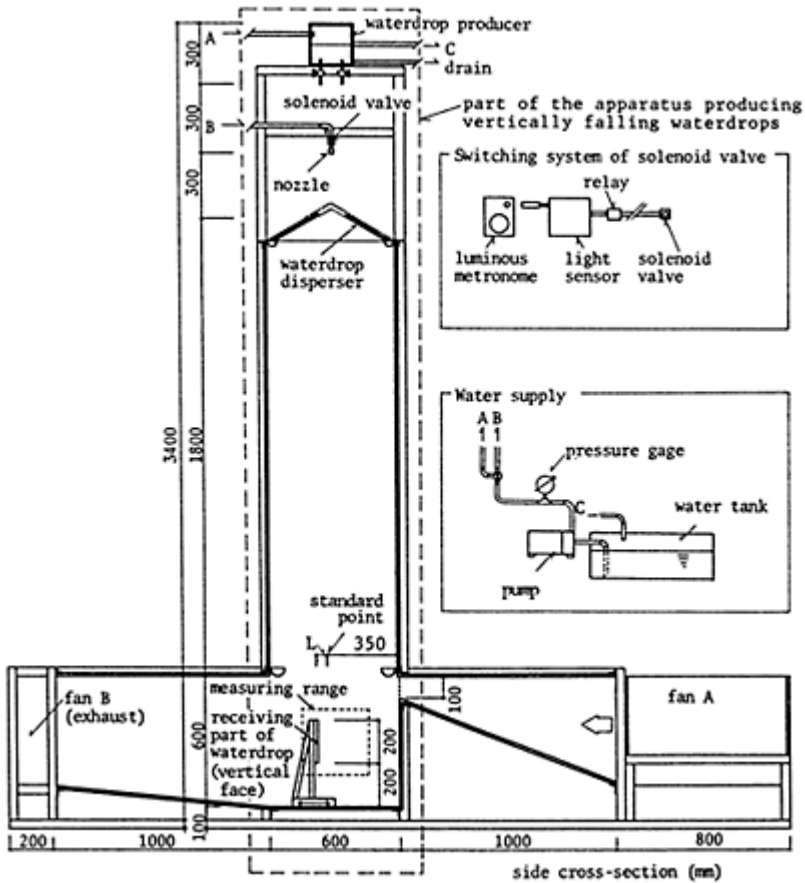 waterdrop producer
A
C
drain
300
solenoid valve
300
B
part of the apparatus producing
vertically falling waterdrops
nozzle
300
Switching system of solenoid valve
relay
luminous
metronome
light
sensor
solenoid
valve
waterdrop
disperser
3400
1800
Water supply
A B
pressure gage
C
water tank
pump
standard
point
L
350
measuring range
fan B
(exhaust)
receiving
part of
waterdrop
(vertical
face)
600
200
200
100
fan A
100
200
1000
600
1000
800
side cross-section (mm)